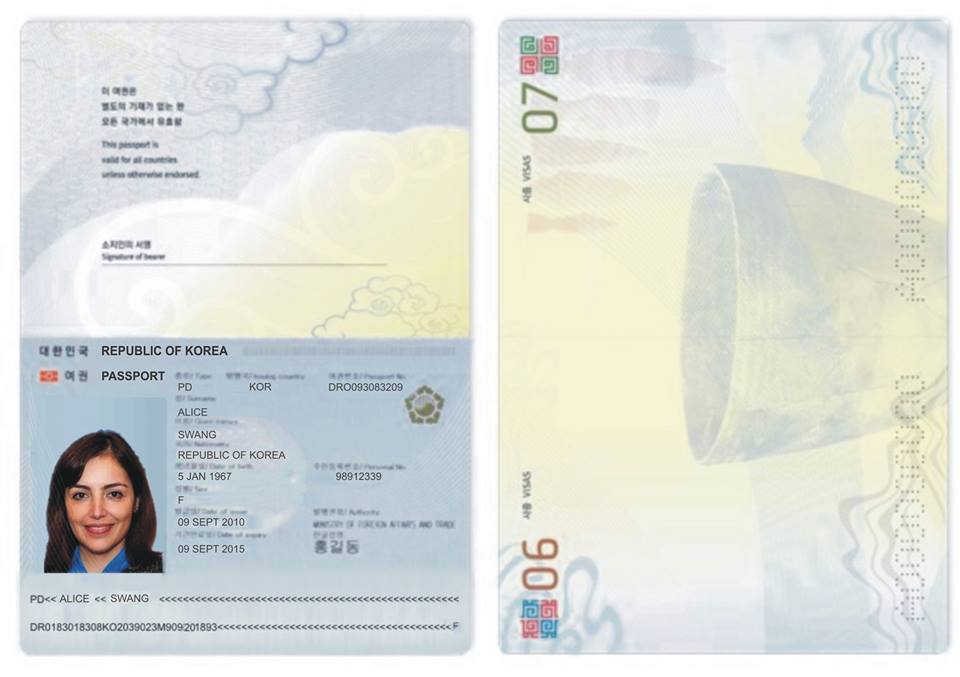 이 여권은
별도의 기재가 없는 한
모든 국가에서 유효함
This passport is
valid for all countries
unless otherwise endorsed.
소지인의 서명
Signature of bearer
대한민국 REPUBLIC OF KOREA
여권 PASSPORT
종류/ Type 발행국/ Issuing country 여권번호/ Passport No.
PD KOR DRO093083209
성/ Surname
ALICE
이름/ Given names
SWANG
국적/ Nationality
REPUBLIC OF KOREA
생년월일/ Date of birth 주민등록번호/ Personal No.
5 JAN 1967 98912339
성별/ Sex
F
발급일/ Date of issue 발행관청/ Authority
09 SEPT 2010 MINISTRY OF FOREIGN AFFAIRS AND TRADE
기간만료일/ Date of expiry 한글성명
09 SEPT 2015 홍길동
PD<< ALICE << SWANG <<<<<<<<<<<<<<<<<<<<<<<<<<<<<<<<<<<<<<<<<<<
DR0183018308KO2039023M909201893<<<<<<<<<<<<<<<<<<<<<<<<<<<<<<<<<F
07
사증 VISAS
사증 VISAS
06